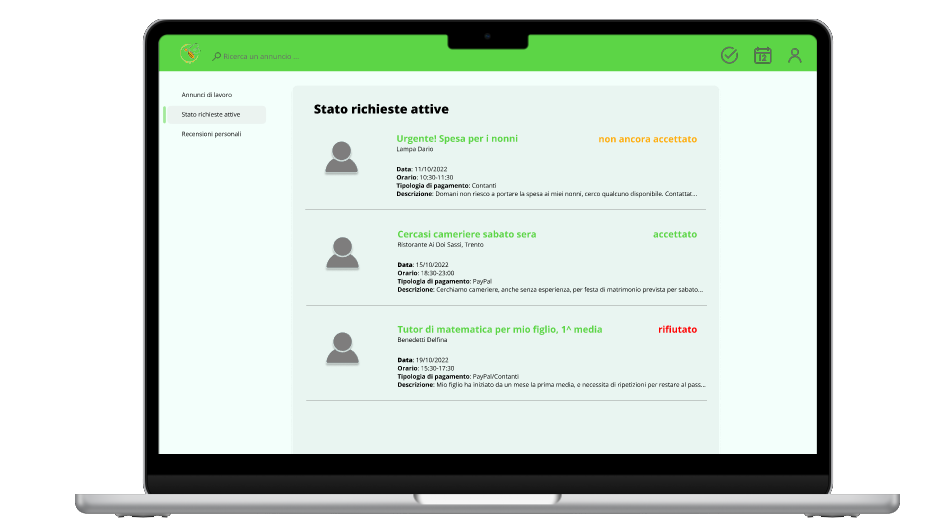 Ricerca un annuncio ...
12
Annunci di lavoro
Stato richieste attive
Recensioni personali
Stato richieste attive
Urgente! Spesa per i nonni
non ancora accettato
Lampa Dario
Data: 11/10/2022
Orario: 10:30-11:30
Tipologia di pagamento: Contanti
Descrizione: Domani non riesco a portare la spesa ai miei nonni, cerco qualcuno disponibile. Contattat...
Cercasi cameriere sabato sera
accettato
Ristorante Ai Doi Sassi, Trento
Data: 15/10/2022
Orario: 18:30-23:00
Tipologia di pagamento: PayPal
Descrizione: Cerchiamo cameriere, anche senza esperienza, per festa di matrimonio prevista per sabato...
Tutor di matematica per mio figlio, 1^ media
rifiutato
Benedetti Delfina
Data: 19/10/2022
Orario: 15:30-17:30
Tipologia di pagamento: PayPal/Contanti
Descrizione: Mio figlio ha iniziato da un mese la prima media, e necessita di ripetizioni per restare al pass...